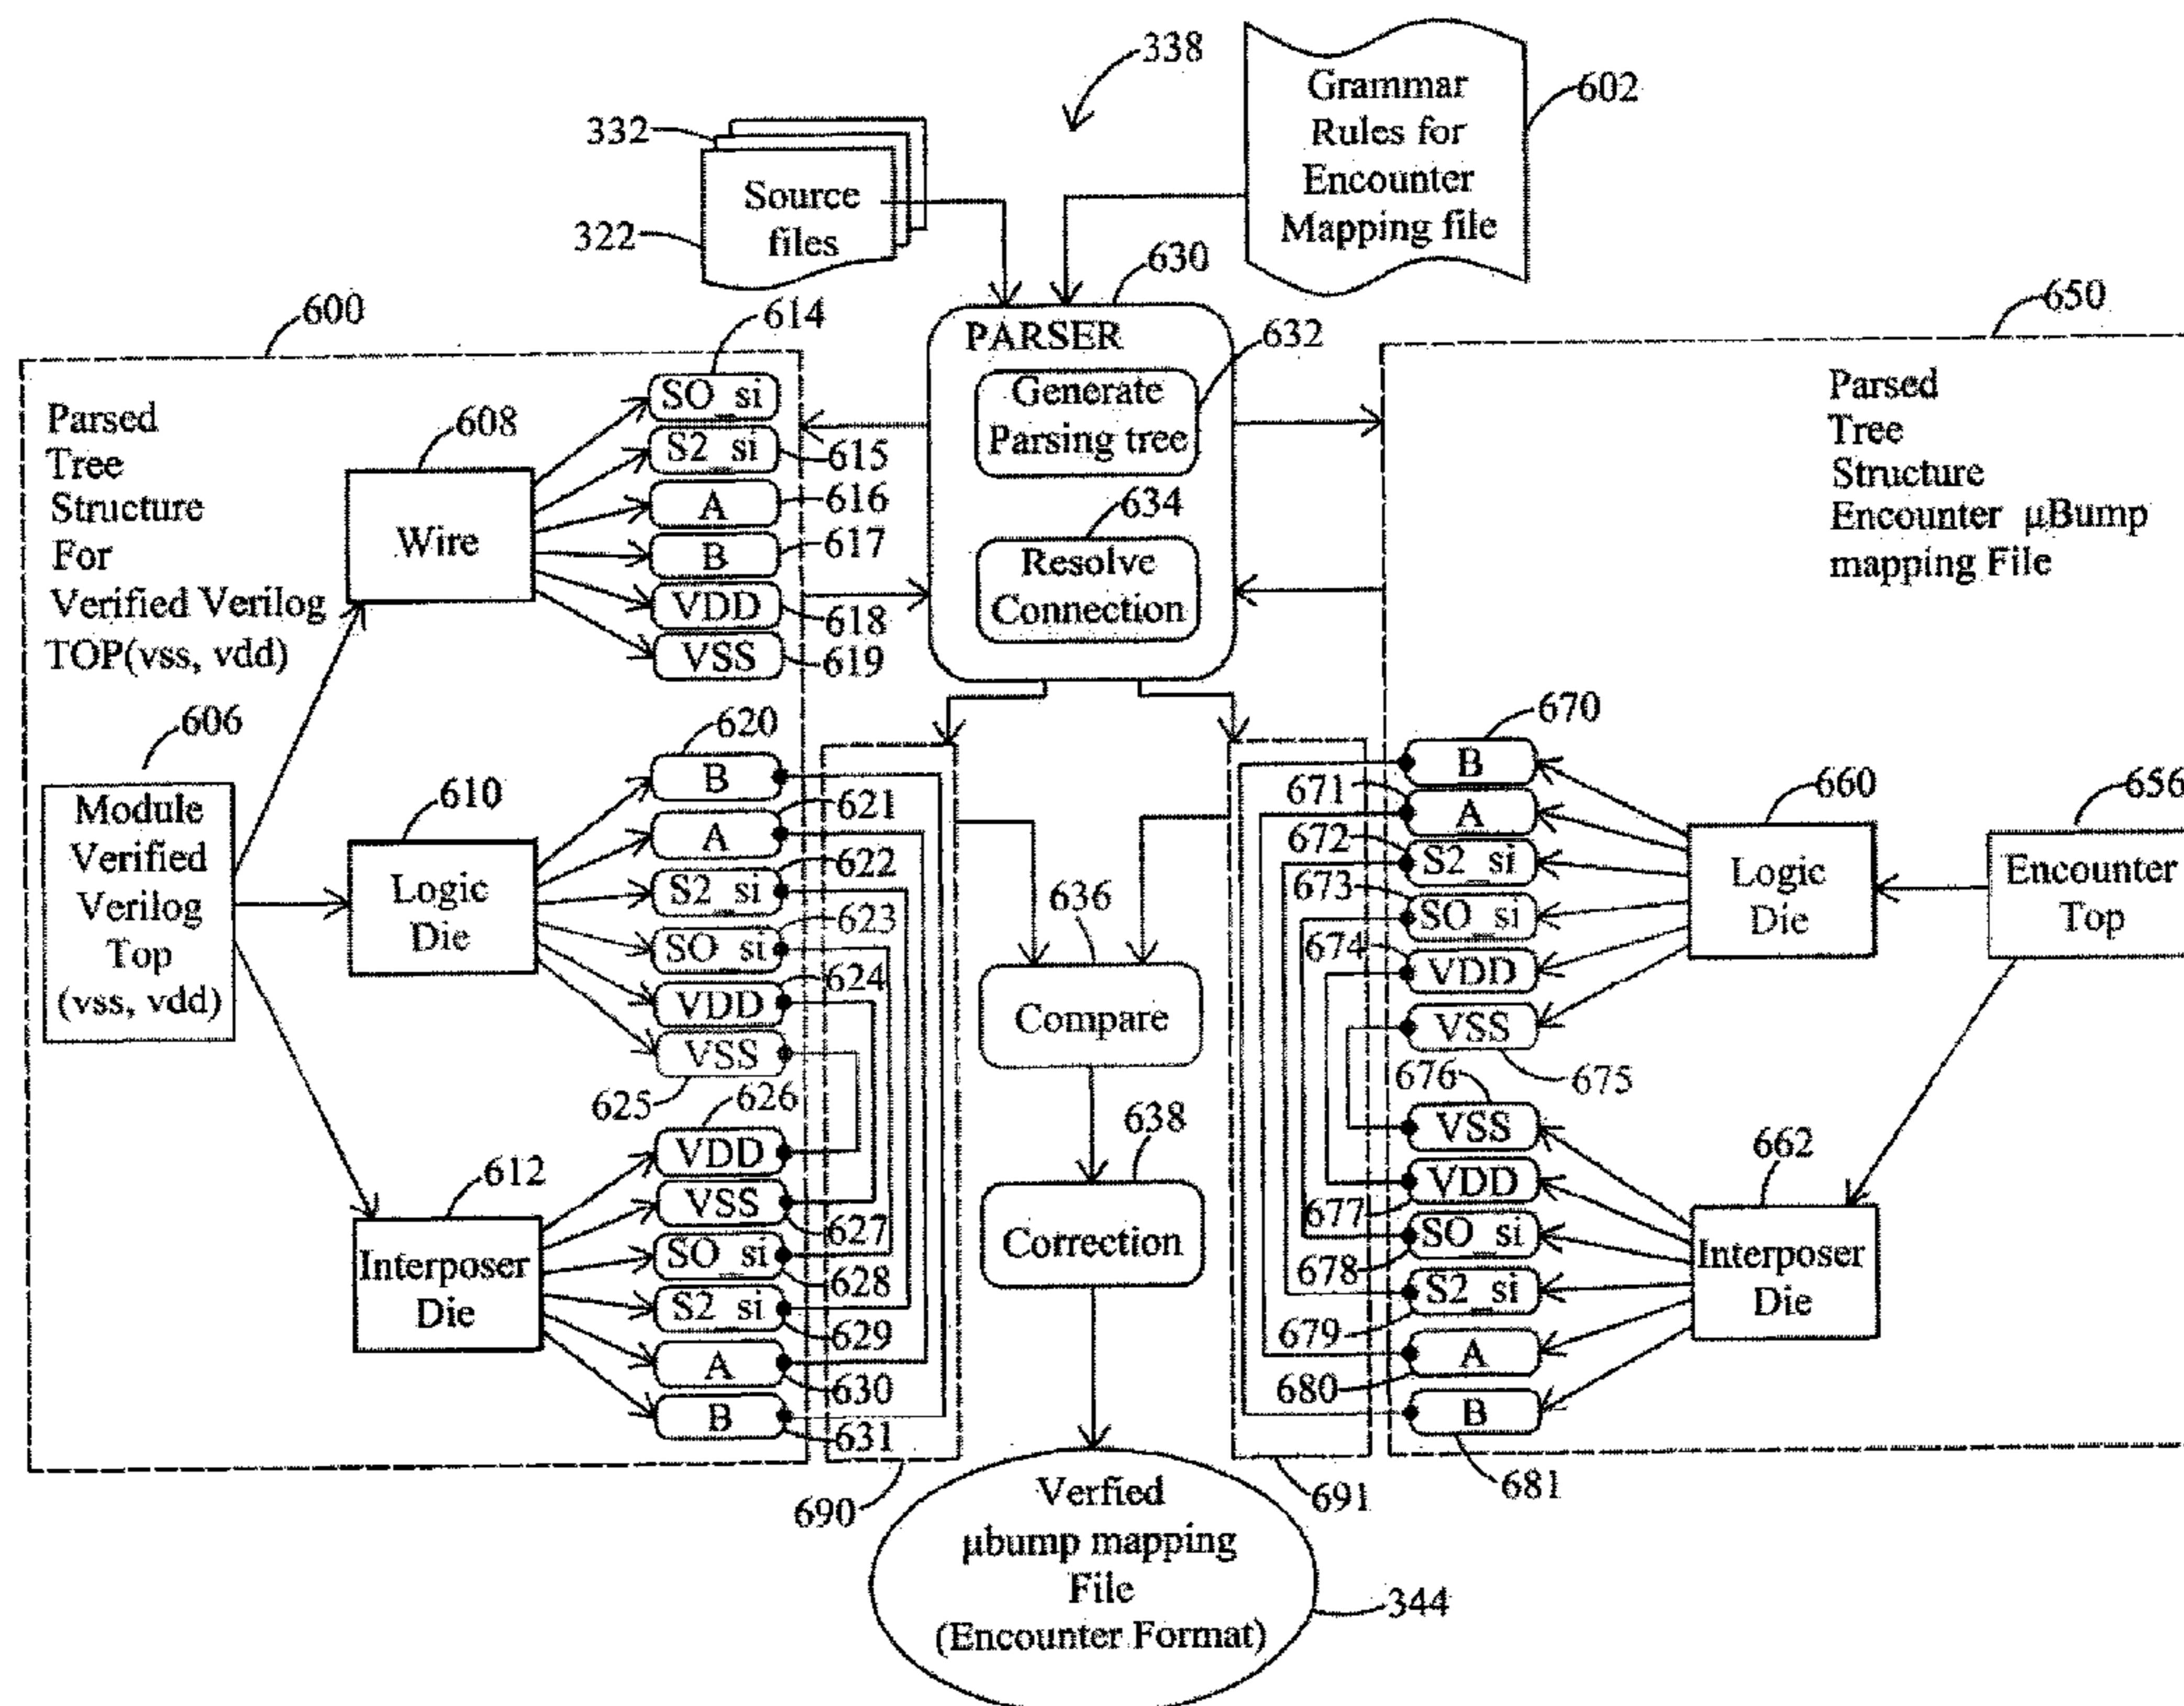 338
Grammar
Rules for
Encounter
Mapping file
602
332
Source
files
322
630
PARSER
632
Generate
Parsing tree
634
Resolve
Connection
600
Parsed
Tree
Structure
For
Verified Verilog
TOP(vss, vdd)
608
Wire
614
SO_si
S2_si
615
A
616
B
617
VDD
618
VSS
619
606
Module
Verified
Verilog
Top
(vss, vdd)
610
Logic
Die
620
B
621
A
622
S2_si
623
SO_si
624
VDD
VSS
625
626
VDD
612
Interposer
Die
VSS
627
SO_si
628
S2_si
629
A
630
B
631
690
636
Compare
638
Correction
Verfied
μbump mapping
File
(Encounter Format)
344
691
650
Parsed
Tree
Structure
Encounter μBump
mapping File
670
B
671
A
672
S2_si
673
SO_si
674
VDD
VSS
675
660
Logic
Die
656
Encounter
Top
676
VSS
VDD
677
SO_si
678
S2_si
679
A
680
B
681
662
Interposer
Die